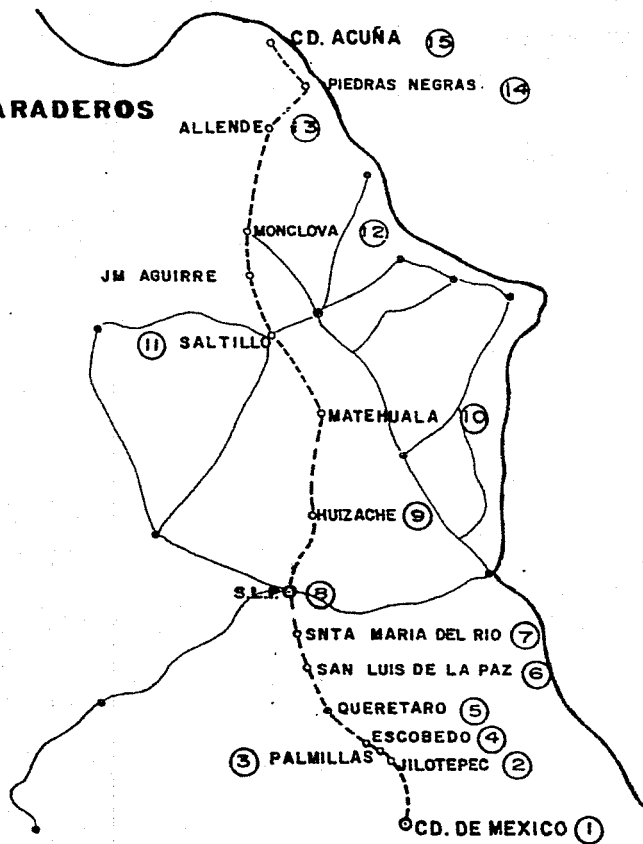 CD. ACUÑA 15
PIEDRAS NEGRAS 14
ARADEROS
ALLENDE 13
MONCLOVA 12
JM AGUIRRE
11 SALTILLO
MATEHUALA 10
HUIZACHE 9
S.L.P. 8
SNTA MARIA DEL RIO 7
SAN LUIS DE LA PAZ 6
QUERETARO 5
ESCOBEDO 4
3 PALMILLAS
JILOTEPEC 2
CD. DE MEXICO 1